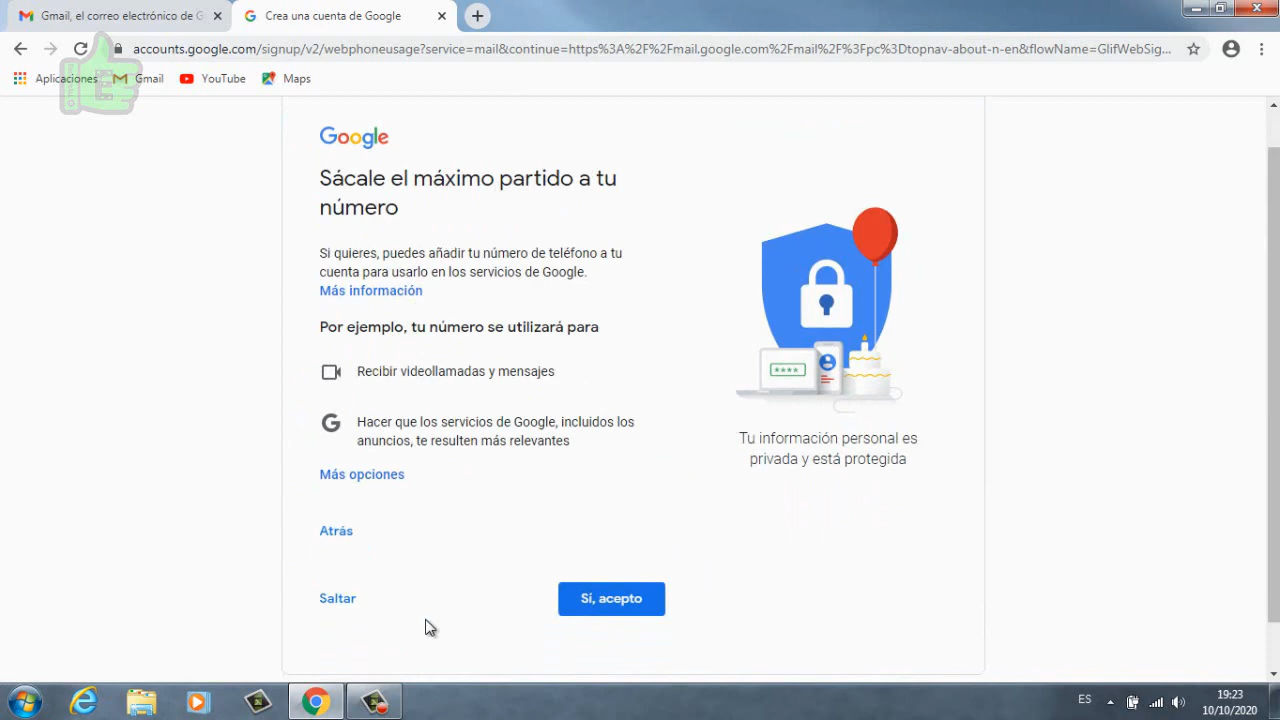 Gmail, el correo electrónico de G
Crea una cuenta de Google
accounts.google.com/signup/v2/webphoneusage?service=mail&continue=https%3A%2F%2Fmail.google.com%2Fmail%2F%3Fpc%3Dtopnav-about-n-en&flowName=GlifWebSig...
Aplicaciones
Gmail
YouTube
Maps
Google
Sácale el máximo partido a tu
número
Si quieres, puedes añadir tu número de teléfono a tu
cuenta para usarlo en los servicios de Google.
Más información
Por ejemplo, tu número se utilizará para
Recibir videollamadas y mensajes
G
Hacer que los servicios de Google, incluidos los
anuncios, te resulten más relevantes
Más opciones
****
Tu información personal es
privada y está protegida
Atrás
Saltar
Sí, acepto
ES
19:23
10/10/2020